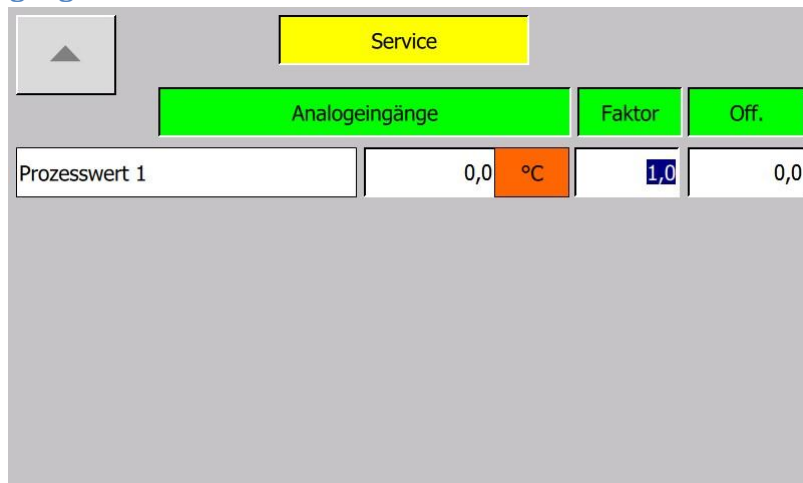 Service
Analogeingänge Faktor Off.
Prozesswert 1 0,0 °C 1,0 0,0